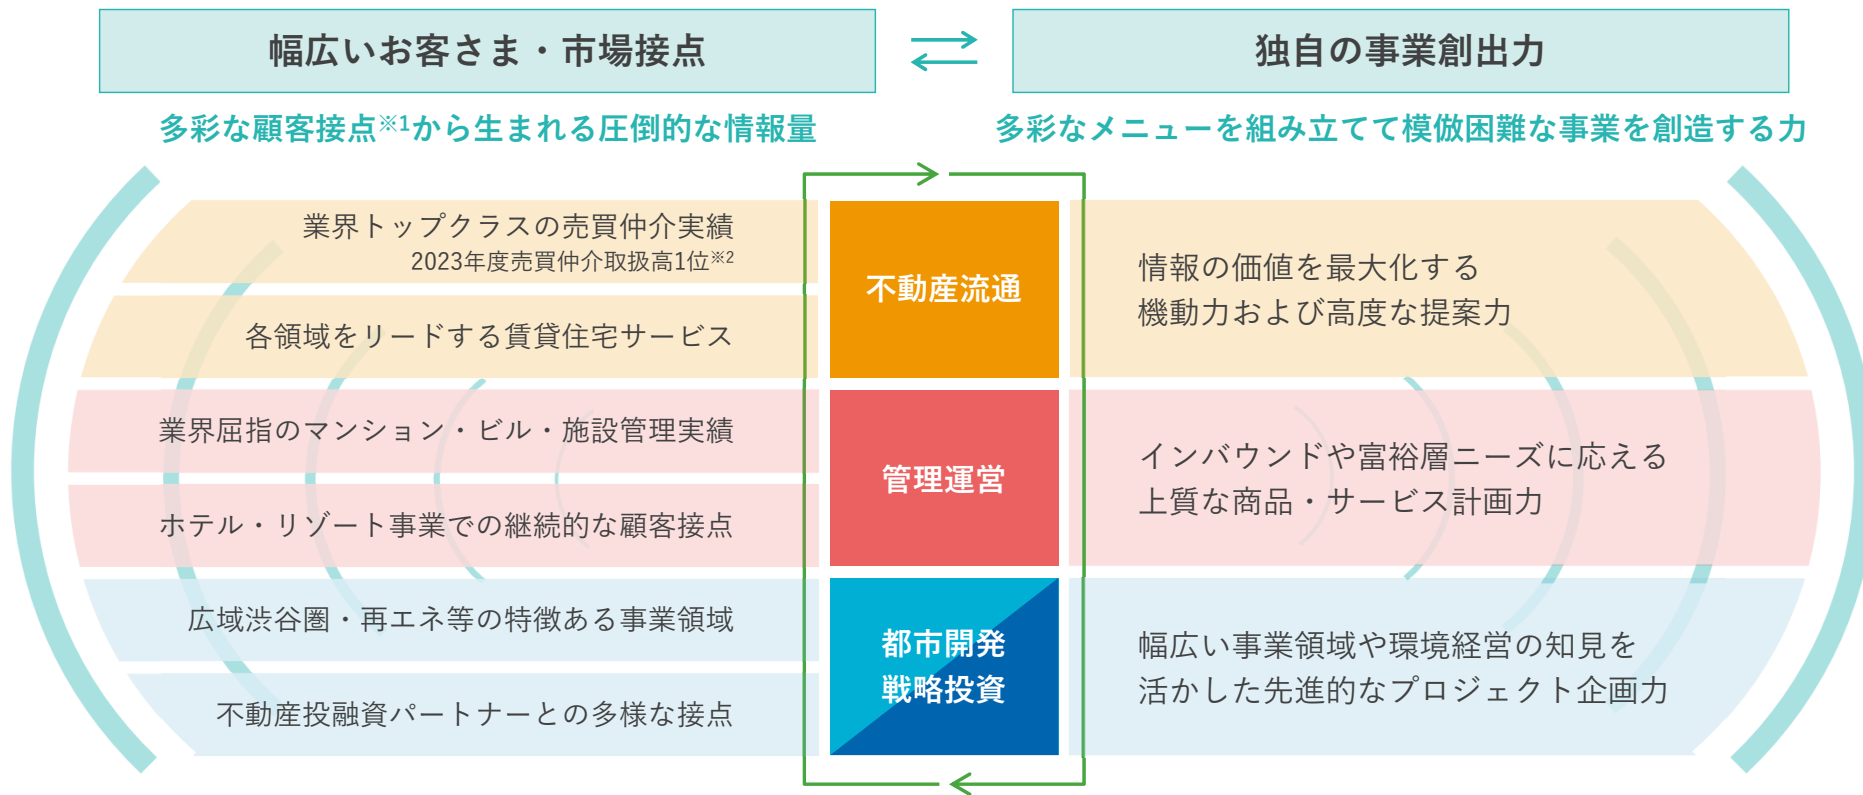 幅広いお客さま・市場接点
独自の事業創出力
多彩な顧客接点※1から生まれる圧倒的な情報量
多彩なメニューを組み立てて模倣困難な事業を創造する力
業界トップクラスの売買仲介実績
2023年度売買仲介取扱高1位※2
各領域をリードする賃貸住宅サービス
不動産流通
情報の価値を最大化する
機動力および高度な提案力
業界屈指のマンション・ビル・施設管理実績
ホテル・リゾート事業での継続的な顧客接点
管理運営
インバウンドや富裕層ニーズに応える
上質な商品・サービス計画力
広域渋谷圏・再エネ等の特徴ある事業領域
不動産投融資パートナーとの多様な接点
都市開発
戦略投資
幅広い事業領域や環境経営の知見を
活かした先進的なプロジェクト企画力